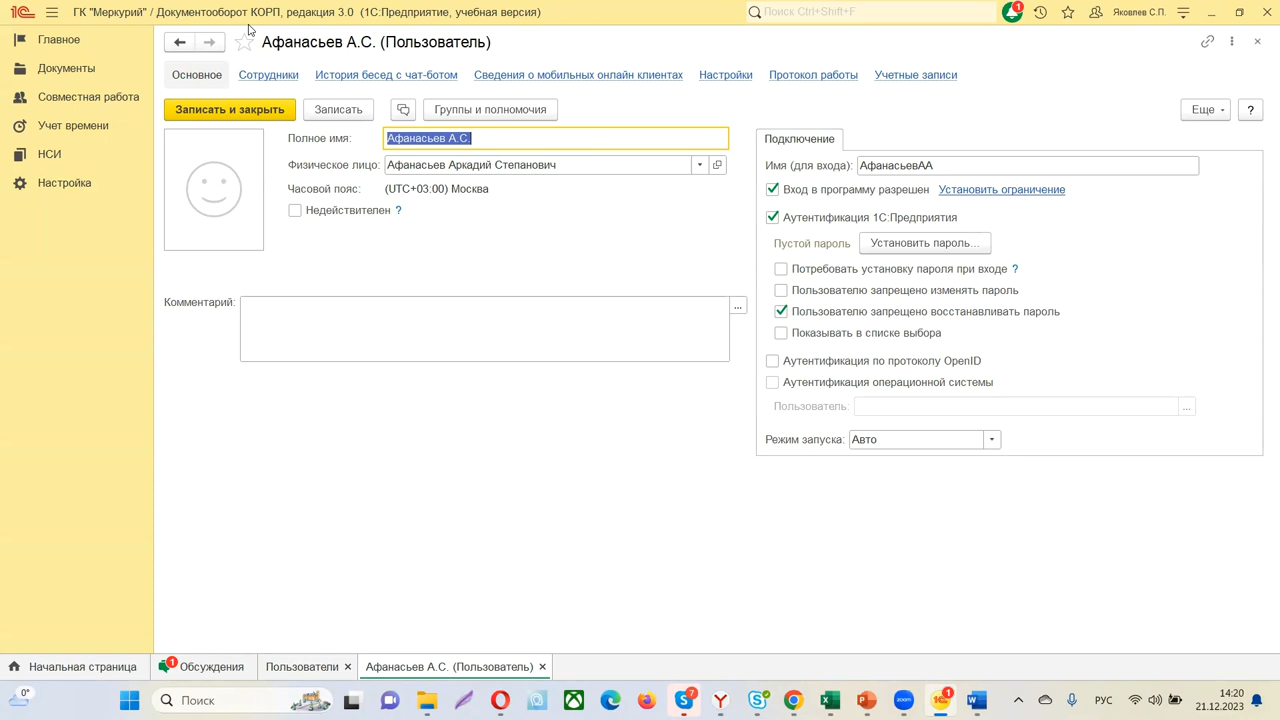 ГК "Меркурий" / Документооборот КОРП, редакция 3.0 (1С:Предприятие, учебная версия)
Поиск Ctrl+Shift+F
1
Яковлев С.П.
Главное
Документы
Совместная работа
Учет времени
НСИ
Настройка
Афанасьев А.С. (Пользователь)
Основное Сотрудники История бесед с чат-ботом Сведения о мобильных онлайн клиентах Настройки Протокол работы Учетные записи
Записать и закрыть Записать Группы и полномочия Еще ?
Полное имя: Афанасьев А.С.
Физическое лицо: Афанасьев Аркадий Степанович
Часовой пояс: (UTC+03:00) Москва
Недействителен ?
Комментарий:
...
Подключение
Имя (для входа): АфанасьевАА
Вход в программу разрешен Установить ограничение
Аутентификация 1С:Предприятия
Пустой пароль Установить пароль...
Потребовать установку пароля при входе ?
Пользователю запрещено изменять пароль
Пользователю запрещено восстанавливать пароль
Показывать в списке выбора
Аутентификация по протоколу OpenID
Аутентификация операционной системы
Пользователь: ...
Режим запуска: Авто
Начальная страница 1 Обсуждения Пользователи Афанасьев А.С. (Пользователь)
0° Поиск 7 1 РУС 14:20
21.12.2023